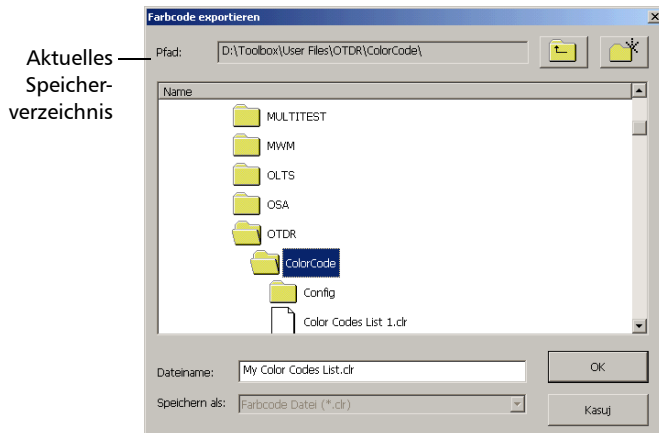 Farbcode exportieren
Aktuelles
Speicher-
verzeichnis
Pfad: D:\Toolbox\User Files\OTDR\ColorCode\
Name
MULTITEST
MWM
OLTS
OSA
OTDR
ColorCode
Config
Color Codes List 1.clr
Dateiname: My Color Codes List.clr
OK
Speichern als: Farbcode Datei (*.clr)
Kasuj